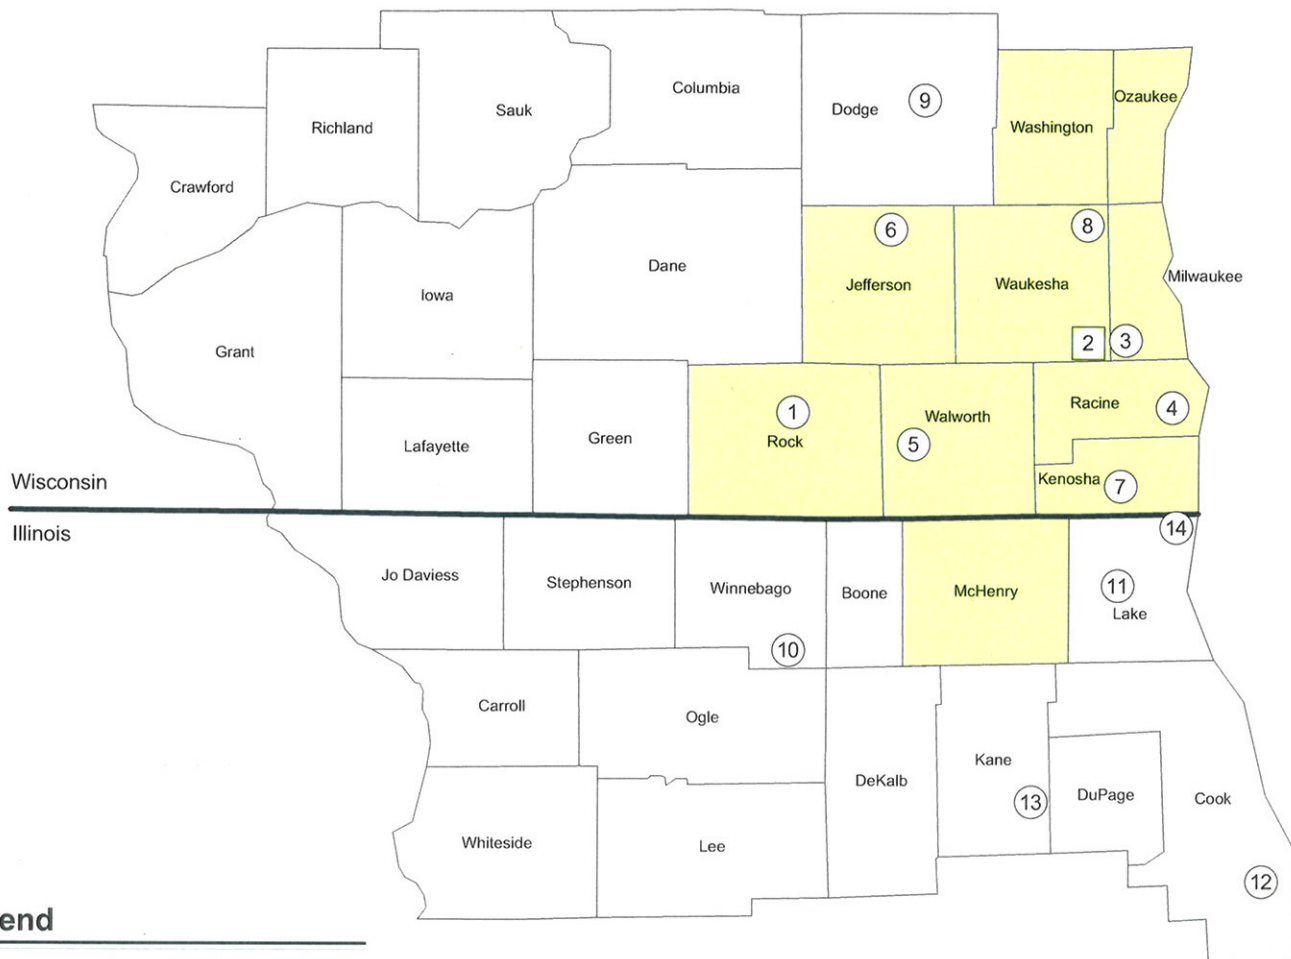 Columbia
Ozaukee
Sauk
Dodge
9
Richland
Washington
Crawford
6
8
Dane
Jefferson
Waukesha
Milwaukee
Iowa
Grant
2
3
1
Racine
4
Walworth
Rock
Green
Lafayette
5
Kenosha
7
Wisconsin
Illinois
14
Jo Daviess
Stephenson
Winnebago
Boone
McHenry
11
Lake
10
Carroll
Ogle
Kane
DeKalb
13
DuPage
Cook
Whiteside
Lee
12
end